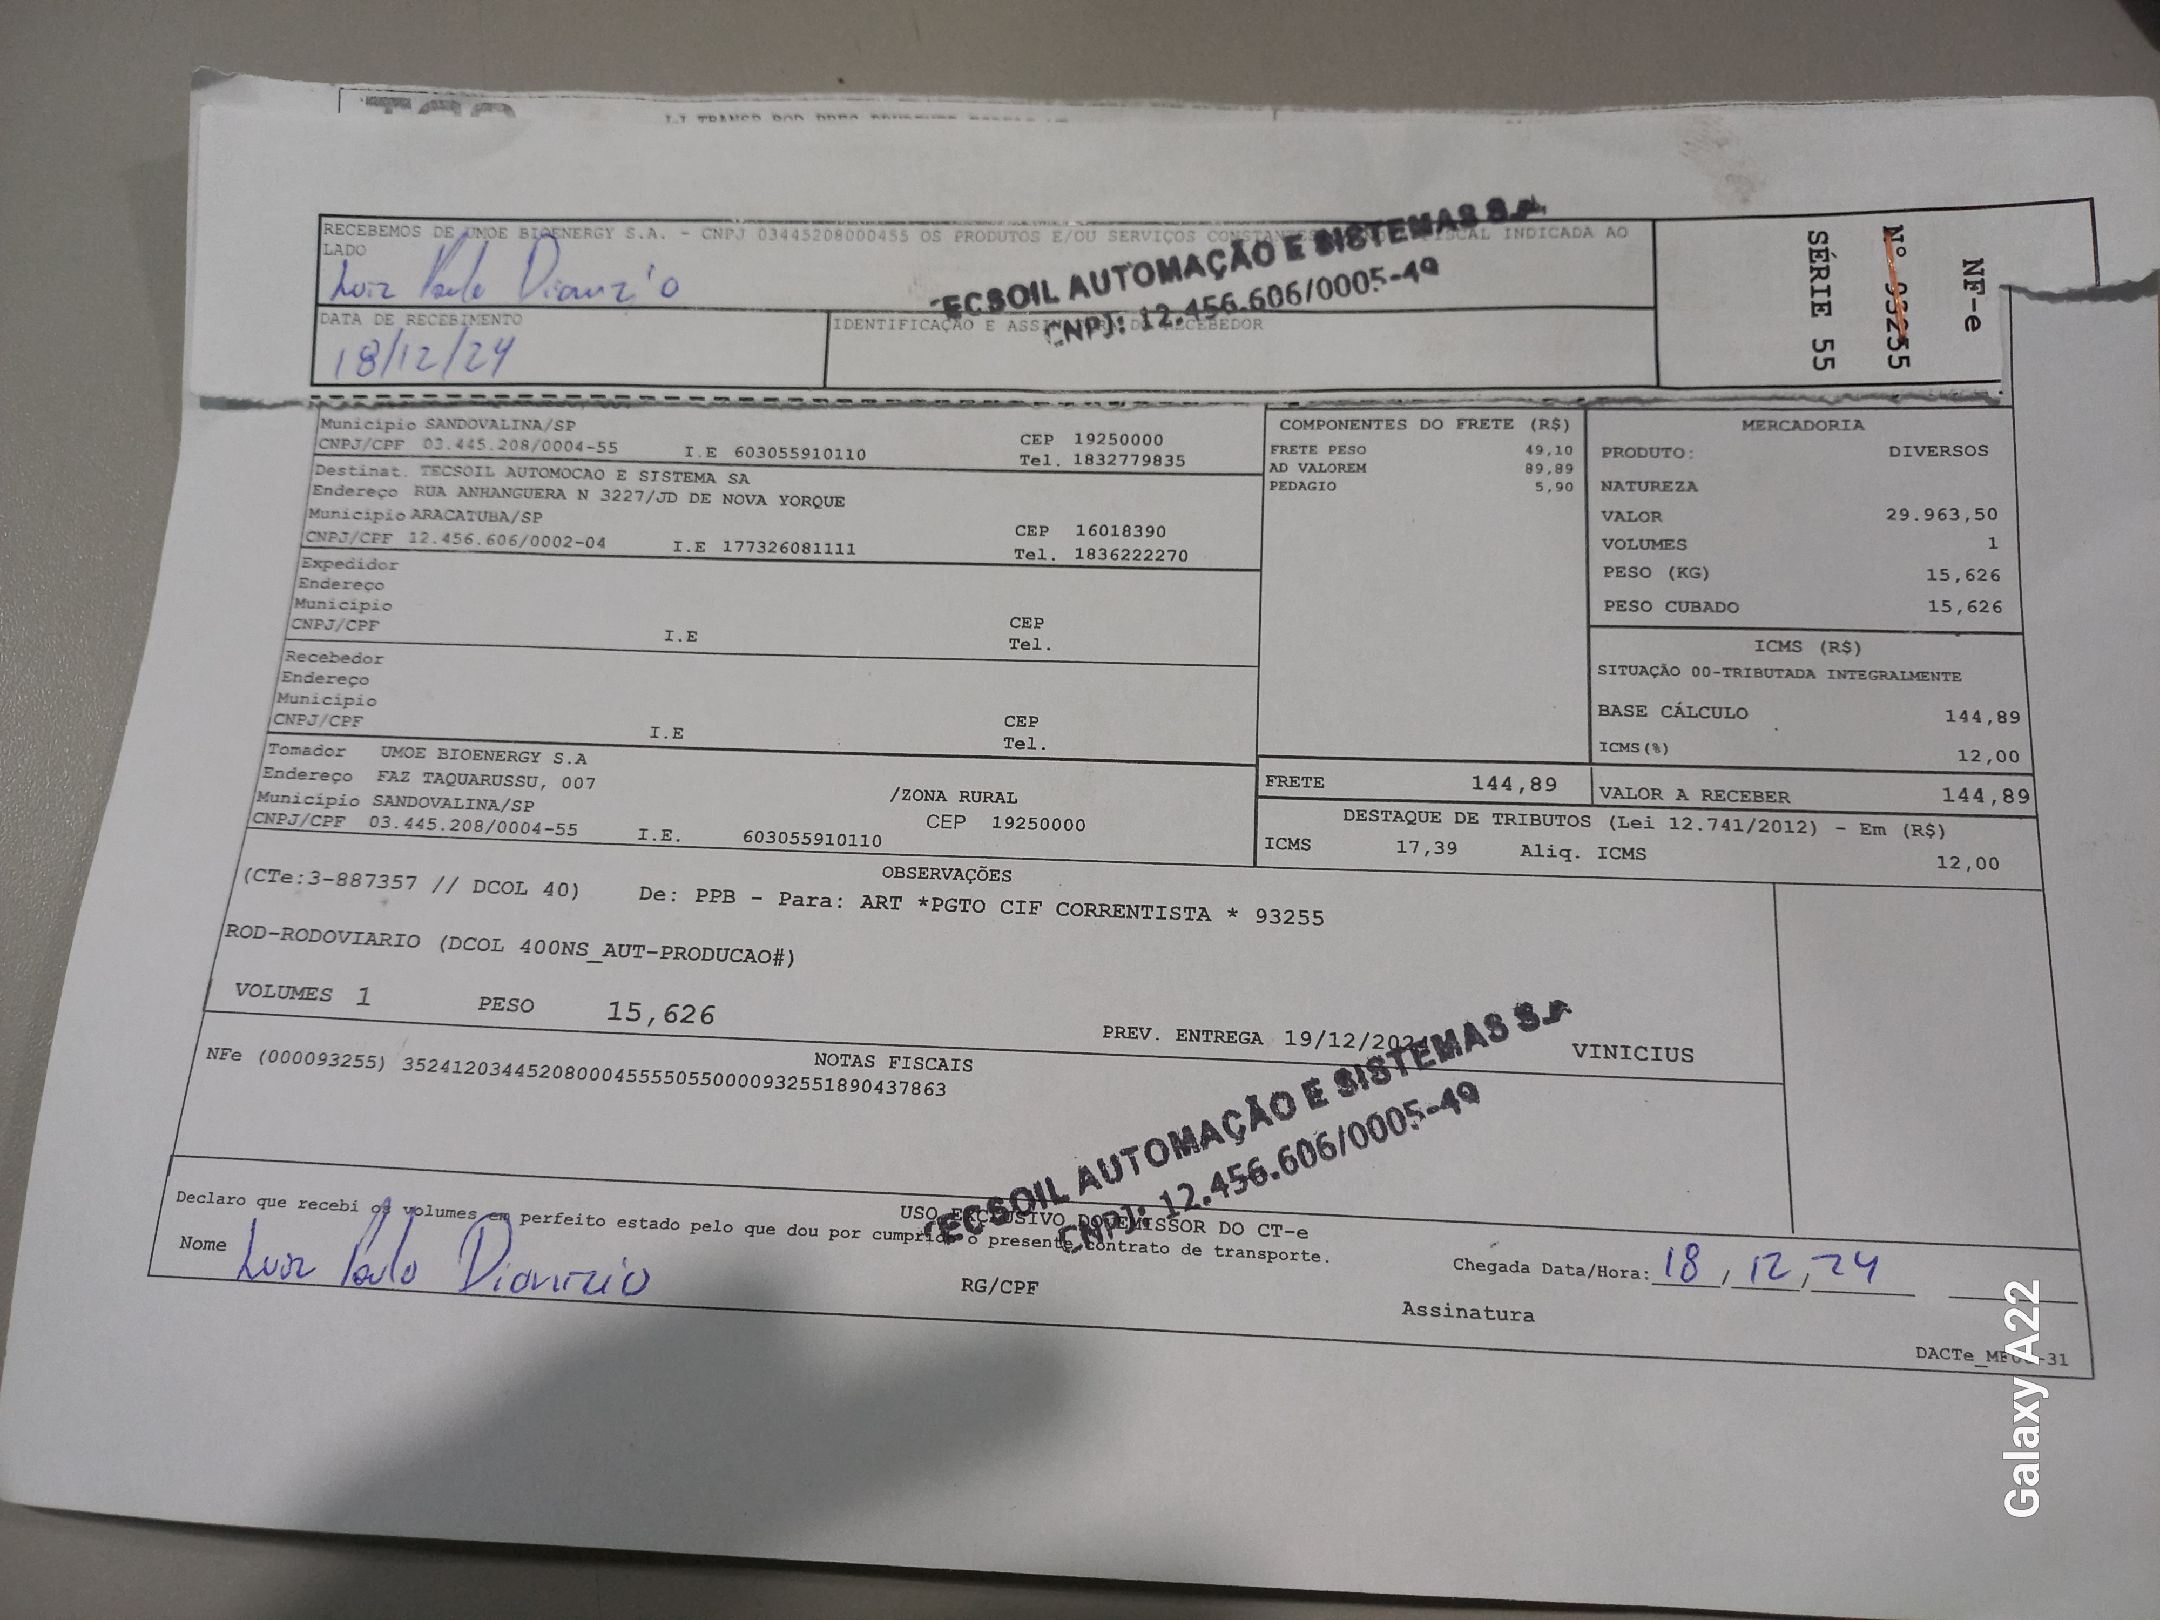 RECEBEMOS DE UMOE BIOENERGY S.A. - CNPJ 03445208000455 OS PRODUTOS E/OU SERVIÇOS CONSTANTES FISCAL INDICADA AO
LADO
Luiz Paulo Dionizio
TECSOIL AUTOMAÇÃO E SISTEMAS S.A.
CNPJ: 12.456.606/0005-49
DATA DE RECEBIMENTO
18/12/24
IDENTIFICAÇÃO E ASSINATURA DO RECEBEDOR
NF-e
Nº 93255
SÉRIE 55
Município SANDOVALINA/SP
CNPJ/CPF 03.445.208/0004-55 I.E 603055910110
CEP 19250000
Tel. 1832779835
Destinat. TECSOIL AUTOMOCAO E SISTEMA SA
Endereço RUA ANHANGUERA N 3227/JD DE NOVA YORQUE
Município ARACATUBA/SP
CNPJ/CPF 12.456.606/0002-04 I.E 177326081111
CEP 16018390
Tel. 1836222270
Expedidor
Endereço
Município
CNPJ/CPF I.E
CEP
Tel.
Recebedor
Endereço
Município
CNPJ/CPF I.E
CEP
Tel.
Tomador UMOE BIOENERGY S.A
Endereço FAZ TAQUARUSSU, 007 /ZONA RURAL
Município SANDOVALINA/SP CEP 19250000
CNPJ/CPF 03.445.208/0004-55 I.E. 603055910110
COMPONENTES DO FRETE (R$)
FRETE PESO 49,10
AD VALOREM 89,89
PEDAGIO 5,90
MERCADORIA
PRODUTO: DIVERSOS
NATUREZA
VALOR 29.963,50
VOLUMES 1
PESO (KG) 15,626
PESO CUBADO 15,626
ICMS (R$)
SITUAÇÃO 00-TRIBUTADA INTEGRALMENTE
BASE CÁLCULO 144,89
ICMS(%) 12,00
FRETE 144,89 VALOR A RECEBER 144,89
DESTAQUE DE TRIBUTOS (Lei 12.741/2012) - Em (R$)
ICMS 17,39 Aliq. ICMS 12,00
OBSERVAÇÕES
(CTe:3-887357 // DCOL 40) De: PPB - Para: ART *PGTO CIF CORRENTISTA * 93255
ROD-RODOVIARIO (DCOL 400NS_AUT-PRODUCAO#)
VOLUMES 1 PESO 15,626 PREV. ENTREGA 19/12/2024 VINICIUS
NOTAS FISCAIS
NFe (000093255) 35241203445208000455550550000932551890437863
TECSOIL AUTOMAÇÃO E SISTEMAS S.A
CNPJ: 12.456.606/0005-49
USO EXCLUSIVO DO EMISSOR DO CT-e
Declaro que recebi os volumes em perfeito estado pelo que dou por cumprido o presente contrato de transporte.
Nome Luiz Paulo Dionizio RG/CPF
Chegada Data/Hora: 18, 12, 24
Assinatura
Galaxy A22